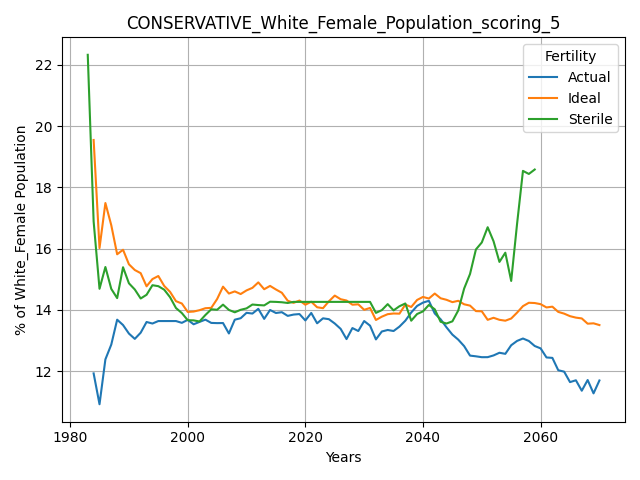 CONSERVATIVE_White_Female_Population_scoring_5
Fertility
Actual
Ideal
Sterile
% of White_Female Population
22
20
18
16
14
12
1980
2000
2020
2040
2060
Years